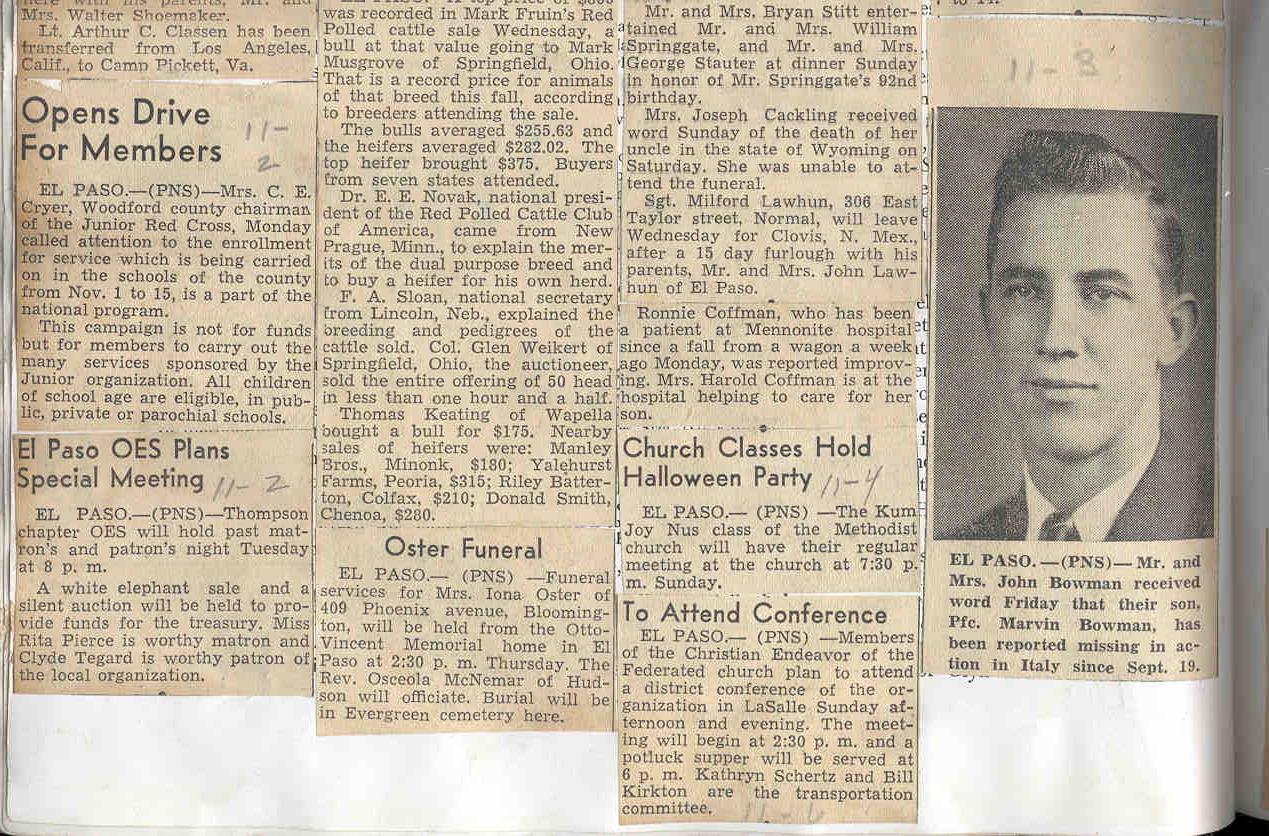 here with his parents, Mr. and
Mrs. Walter Shoemaker.
Lt. Arthur C. Classen has been
transferred from Los Angeles,
Calif., to Camp Pickett, Va.
Opens Drive
For Members
11-
2
EL PASO.—(PNS)—Mrs. C. E.
Cryer, Woodford county chairman
of the Junior Red Cross, Monday
called attention to the enrollment
for service which is being carried
on in the schools of the county
from Nov. 1 to 15, is a part of the
national program.
This campaign is not for funds
but for members to carry out the
many services sponsored by the
Junior organization. All children
of school age are eligible, in pub-
lic, private or parochial schools.
El Paso OES Plans
Special Meeting 11-2
EL PASO.—(PNS)—Thompson
chapter OES will hold past mat-
ron's and patron's night Tuesday
at 8 p. m.
A white elephant sale and a
silent auction will be held to pro-
vide funds for the treasury. Miss
Rita Pierce is worthy matron and
Clyde Tegard is worthy patron of
the local organization.
was recorded in Mark Fruin's Red
Polled cattle sale Wednesday, a
bull at that value going to Mark
Musgrove of Springfield, Ohio.
That is a record price for animals
of that breed this fall, according
to breeders attending the sale.
The bulls averaged $255.63 and
the heifers averaged $282.02. The
top heifer brought $375. Buyers
from seven states attended.
Dr. E. E. Novak, national presi-
dent of the Red Polled Cattle Club
of America, came from New
Prague, Minn., to explain the mer-
its of the dual purpose breed and
to buy a heifer for his own herd.
F. A. Sloan, national secretary
from Lincoln, Neb., explained the
breeding and pedigrees of the
cattle sold. Col. Glen Weikert of
Springfield, Ohio, the auctioneer,
sold the entire offering of 50 head
in less than one hour and a half.
Thomas Keating of Wapella
bought a bull for $175. Nearby
sales of heifers were: Manley
Bros., Minonk, $180; Yalehurst
Farms, Peoria, $315; Riley Batter-
ton, Colfax, $210; Donald Smith,
Chenoa, $280.
Oster Funeral
EL PASO.— (PNS) —Funeral
services for Mrs. Iona Oster of
409 Phoenix avenue, Blooming-
ton, will be held from the Otto-
Vincent Memorial home in El
Paso at 2:30 p. m. Thursday. The
Rev. Osceola McNemar of Hud-
son will officiate. Burial will be
in Evergreen cemetery here.
Mr. and Mrs. Bryan Stitt enter-
tained Mr. and Mrs. William
Springgate, and Mr. and Mrs.
George Stauter at dinner Sunday
in honor of Mr. Springgate's 92nd
birthday.
Mrs. Joseph Cackling received
word Sunday of the death of her
uncle in the state of Wyoming on
Saturday. She was unable to at-
tend the funeral.
Sgt. Milford Lawhun, 306 East
Taylor street, Normal, will leave
Wednesday for Clovis, N. Mex.,
after a 15 day furlough with his
parents, Mr. and Mrs. John Law-
hun of El Paso.
Ronnie Coffman, who has been
a patient at Mennonite hospital
since a fall from a wagon a week
ago Monday, was reported improv-
ing. Mrs. Harold Coffman is at the
hospital helping to care for her
son.
Church Classes Hold
Halloween Party 11-4
EL PASO.— (PNS) —The Kum
Joy Nus class of the Methodist
church will have their regular
meeting at the church at 7:30 p.
m. Sunday.
To Attend Conference
EL PASO.— (PNS) —Members
of the Christian Endeavor of the
Federated church plan to attend
a district conference of the or-
ganization in LaSalle Sunday af-
ternoon and evening. The meet-
ing will begin at 2:30 p. m. and a
potluck supper will be served at
6 p. m. Kathryn Schertz and Bill
Kirkton are the transportation
committee.
11-8
EL PASO.—(PNS)— Mr. and
Mrs. John Bowman received
word Friday that their son,
Pfc. Marvin Bowman, has
been reported missing in ac-
tion in Italy since Sept. 19.